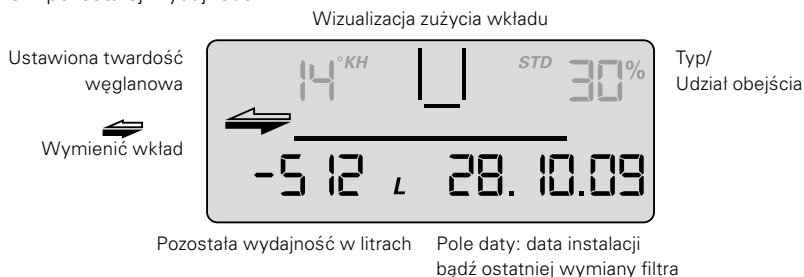 Wizualizacja zużycia wkładu
Ustawiona twardość
węglanowa
14 °KH
STD 30%
Typ/
Udział obejścia
Wymienić wkład
-512 L 28.10.09
Pozostała wydajność w litrach
Pole daty: data instalacji
bądź ostatniej wymiany filtra